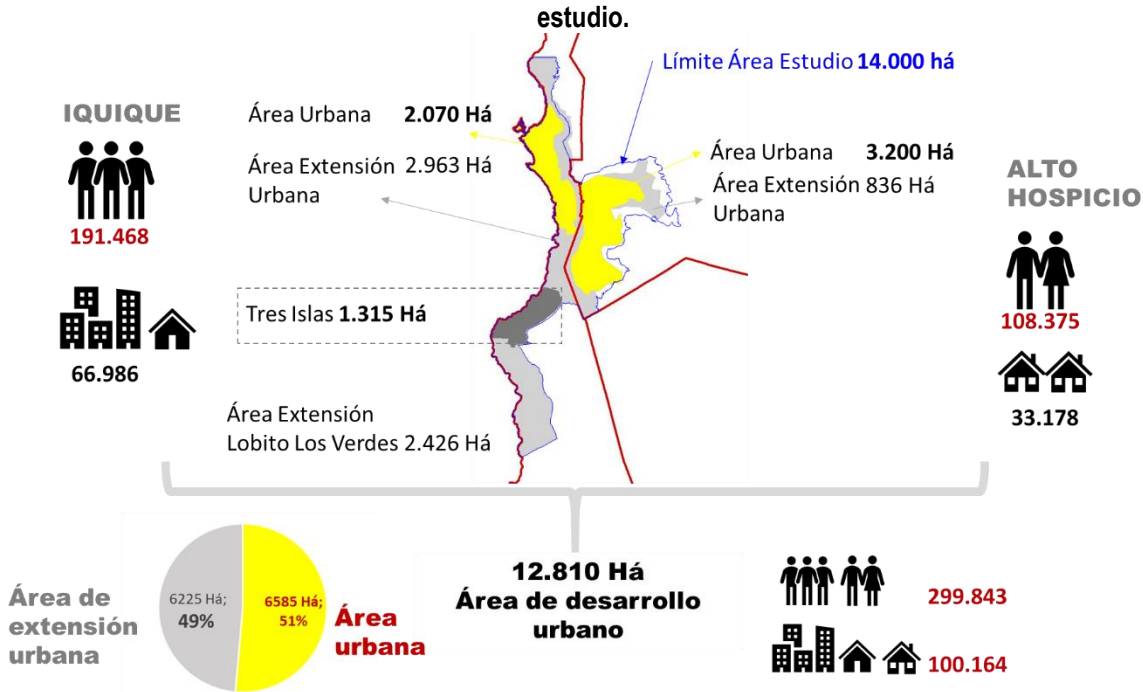 estudio.
Límite Área Estudio 14.000 há
IQUIQUE
Área Urbana 2.070 Há
Área Extensión 2.963 Há
Urbana
191.468
66.986
Área Urbana 3.200 Há
Área Extensión 836 Há
Urbana
ALTO
HOSPICIO
108.375
33.178
Tres Islas 1.315 Há
Área Extensión
Lobito Los Verdes 2.426 Há
Área de
extensión
urbana
6225 Há;
49%
6585 Há;
51%
Área
urbana
12.810 Há
Área de desarrollo
urbano
299.843
100.164